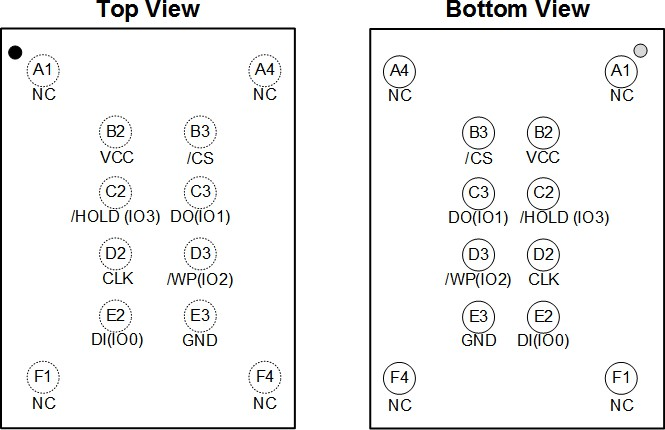 Top View
Bottom View
A1 A4
NC NC
B2 B3
VCC /CS
C2 C3
/HOLD (IO3) DO(IO1)
D2 D3
CLK /WP(IO2)
E2 E3
DI(IO0) GND
F1 F4
NC NC
A4 A1
NC NC
B3 B2
/CS VCC
C3 C2
DO(IO1) /HOLD (IO3)
D3 D2
/WP(IO2) CLK
E3 E2
GND DI(IO0)
F4 F1
NC NC